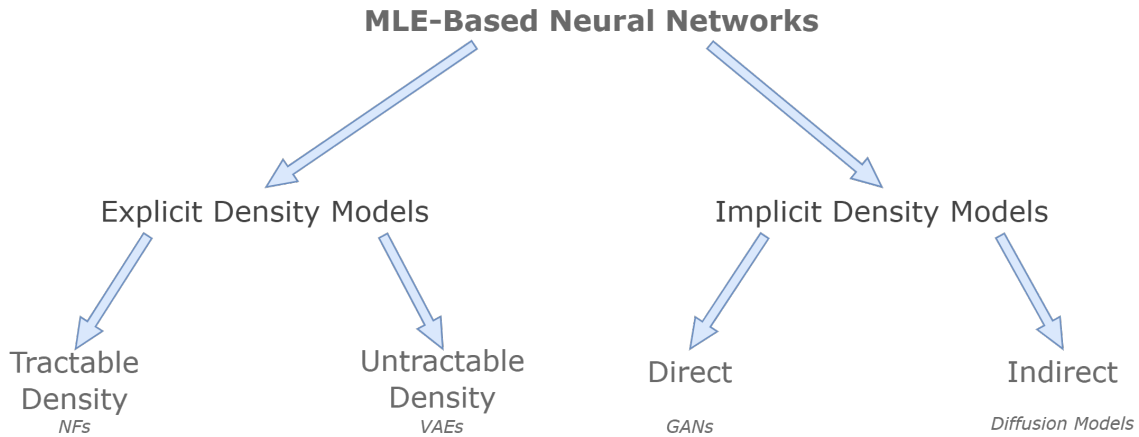 MLE-Based Neural Networks
Explicit Density Models
Implicit Density Models
Tractable
Density
NFs
Untractable
Density
VAEs
Direct
GANs
Indirect
Diffusion Models